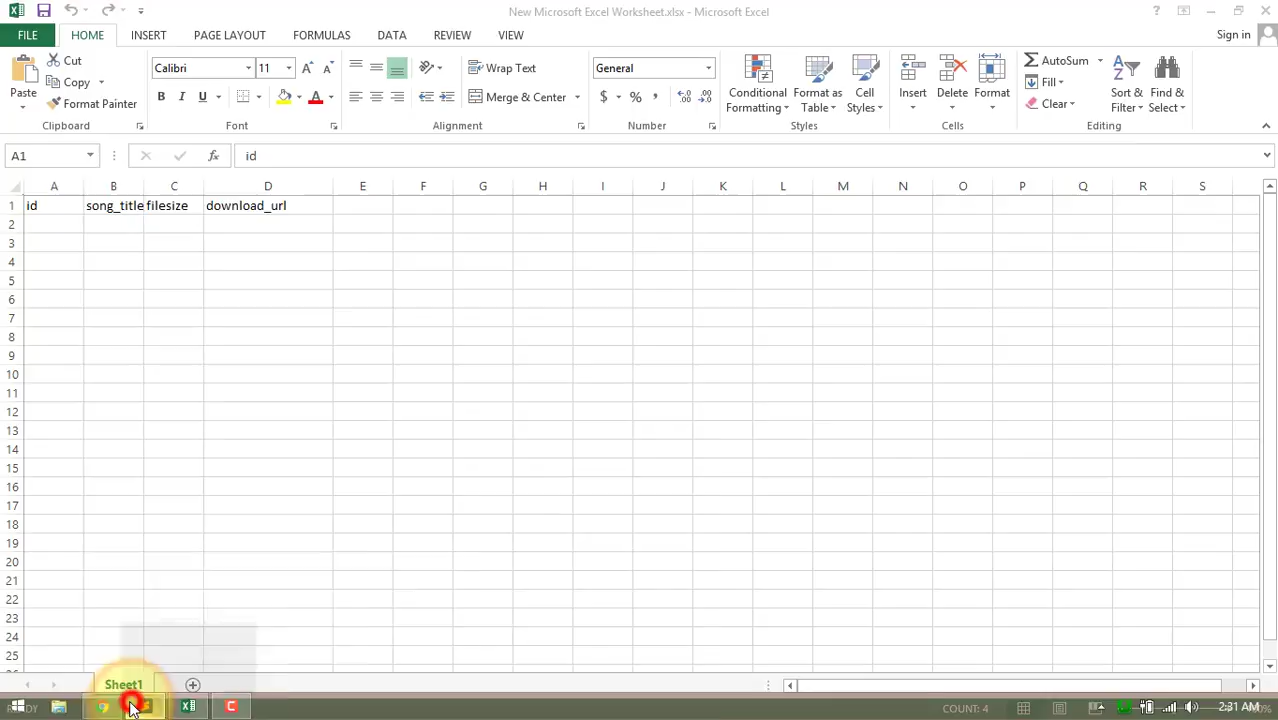 New Microsoft Excel Worksheet.xlsx - Microsoft Excel
FILE HOME INSERT PAGE LAYOUT FORMULAS DATA REVIEW VIEW Sign in
Paste
Cut
Copy
Format Painter
Clipboard
Calibri 11
B I U A
Font
Wrap Text
Merge & Center
Alignment
General
$ % ,
Number
Conditional Formatting
Format as Table
Cell Styles
Styles
Insert Delete Format
Cells
AutoSum
Fill
Clear
Sort & Filter
Find & Select
Editing
A1 fx id
A B C D E F G H I J K L M N O P Q R S
1 id song_title filesize download_url
2
3
4
5
6
7
8
9
10
11
12
13
14
15
16
17
18
19
20
21
22
23
24
25
Sheet1
READY COUNT: 4 2:31 AM